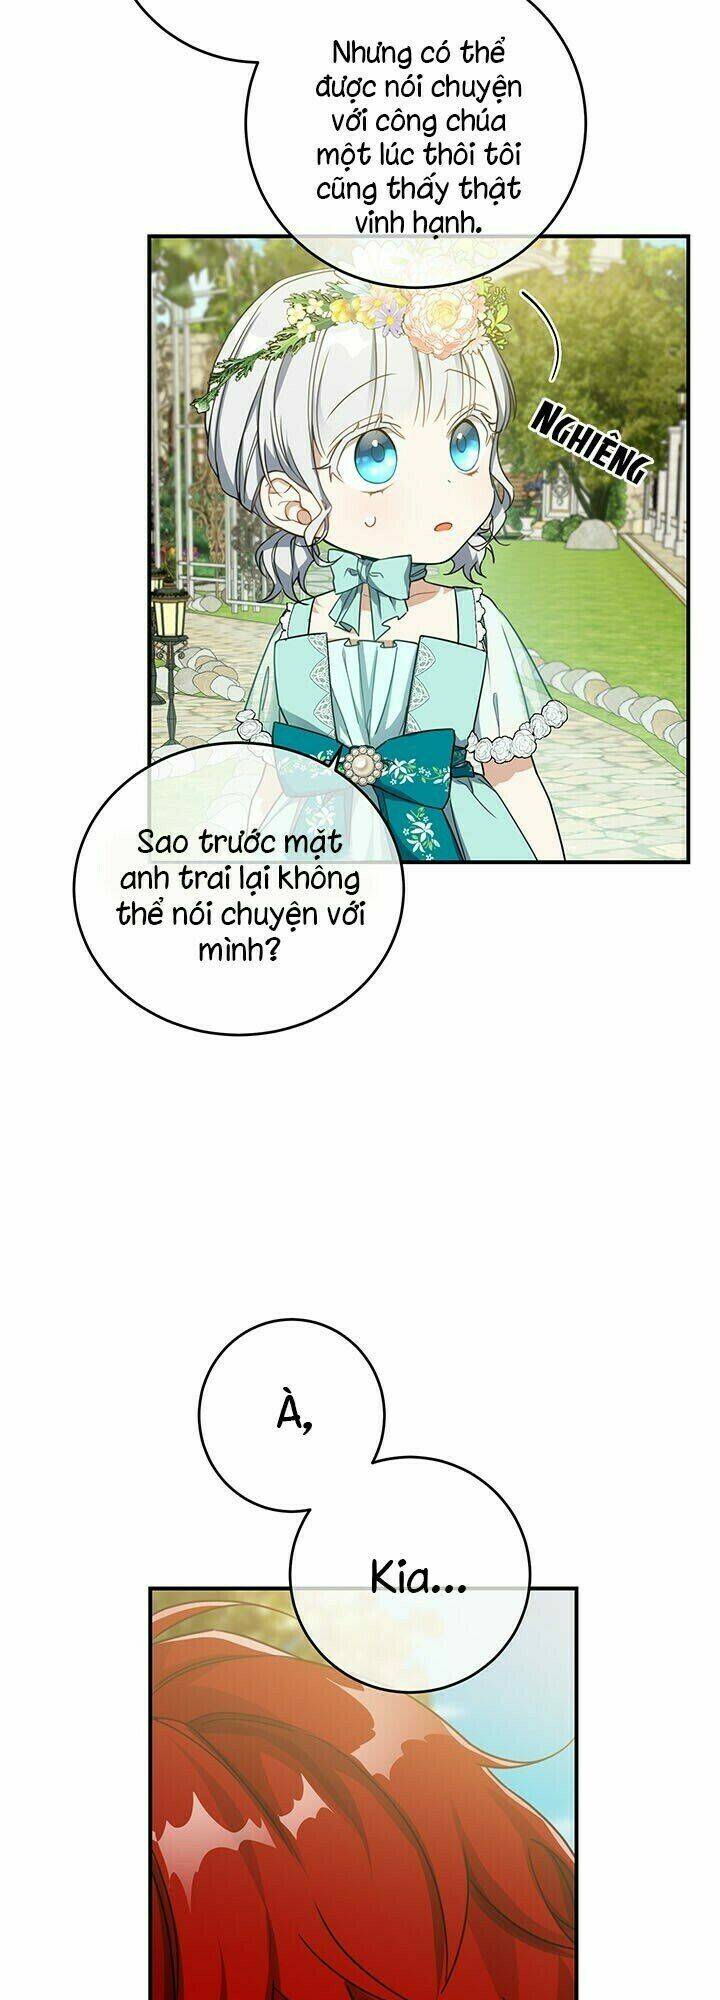 Nhưng có thể
được nói chuyện
với công chúa
một lúc thôi tôi
cũng thấy thật
vinh hạnh.
NGHIÊNG
Sao trước mặt
anh trai lại không
thể nói chuyện với
mình?
À,
Kia...